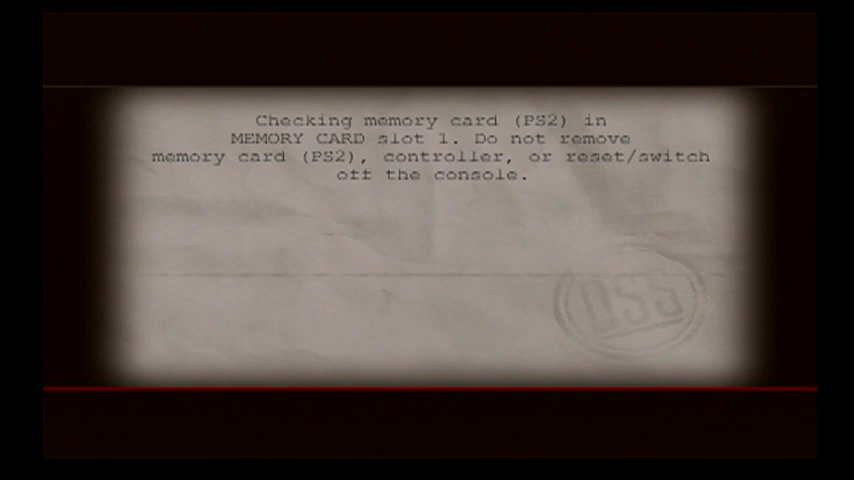 Checking memory card (PS2) in
MEMORY CARD slot 1. Do not remove
memory card (PS2), controller, or reset/switch
off the console.
OSS